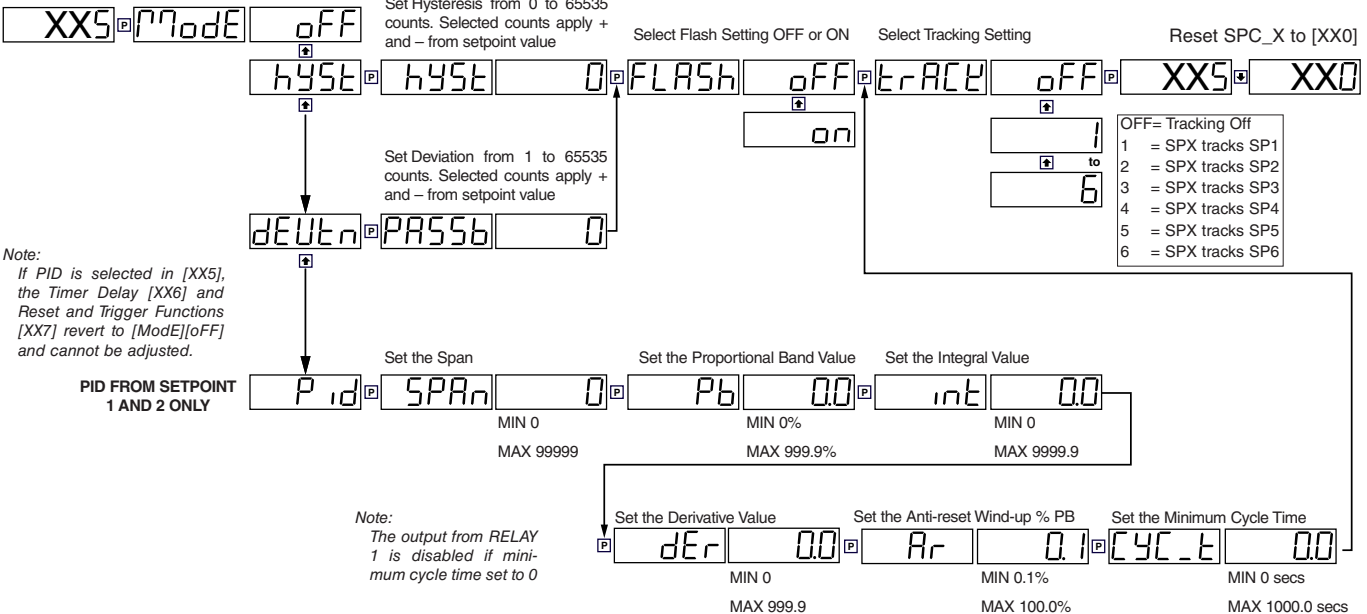 Set Hysteresis from 0 to 65535
counts. Selected counts apply +
and – from setpoint value
Select Flash Setting OFF or ON
Select Tracking Setting
Reset SPC_X to [XX0]
XX5 P ModE oFF
hYSt P hYSt 0 P FLASh oFF P trACK oFF P XX5 XX0
on
1
to
6
OFF= Tracking Off
1 = SPX tracks SP1
2 = SPX tracks SP2
3 = SPX tracks SP3
4 = SPX tracks SP4
5 = SPX tracks SP5
6 = SPX tracks SP6
Set Deviation from 1 to 65535
counts. Selected counts apply +
and – from setpoint value
dEVtn P PASSb 0
Note:
If PID is selected in [XX5],
the Timer Delay [XX6] and
Reset and Trigger Functions
[XX7] revert to [ModE][oFF]
and cannot be adjusted.
PID FROM SETPOINT
1 AND 2 ONLY
Set the Span
Set the Proportional Band Value
Set the Integral Value
Pid P SPAn 0 P Pb 0.0 P int 0.0
MIN 0
MAX 99999
MIN 0%
MAX 999.9%
MIN 0
MAX 9999.9
Note:
The output from RELAY
1 is disabled if mini-
mum cycle time set to 0
Set the Derivative Value
Set the Anti-reset Wind-up % PB
Set the Minimum Cycle Time
P dEr 0.0 P Ar 0.1 P CYC_t 0.0
MIN 0
MAX 999.9
MIN 0.1%
MAX 100.0%
MIN 0 secs
MAX 1000.0 secs